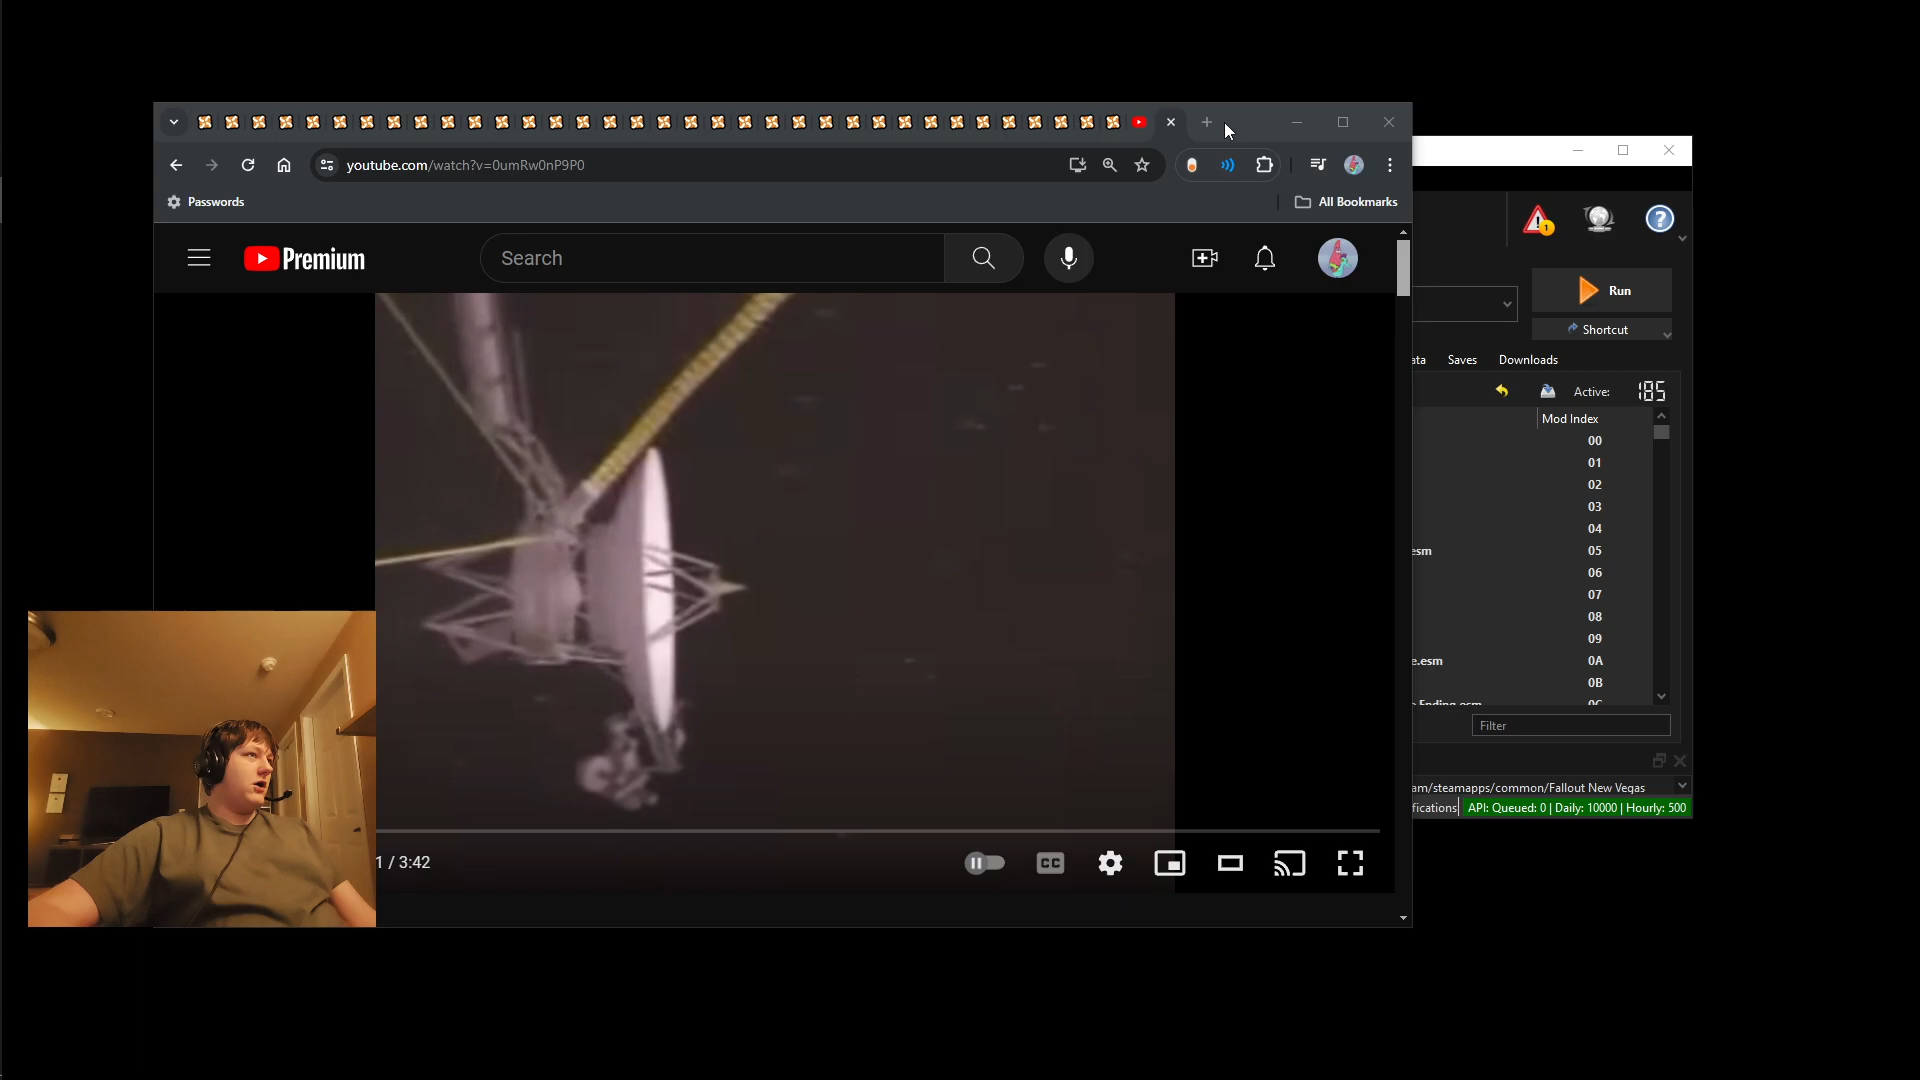 youtube.com/watch?v=0umRw0nP9P0
Passwords
All Bookmarks
Premium
Search
1
Run
Shortcut
Saves
Downloads
Active:
185
Mod Index
00
01
02
03
04
esm
05
06
07
08
09
e.esm
0A
0B
Filter
am/steamapps/common/Fallout New Vegas
API: Queued: 0 | Daily: 10000 | Hourly: 500
1 / 3:42
CC